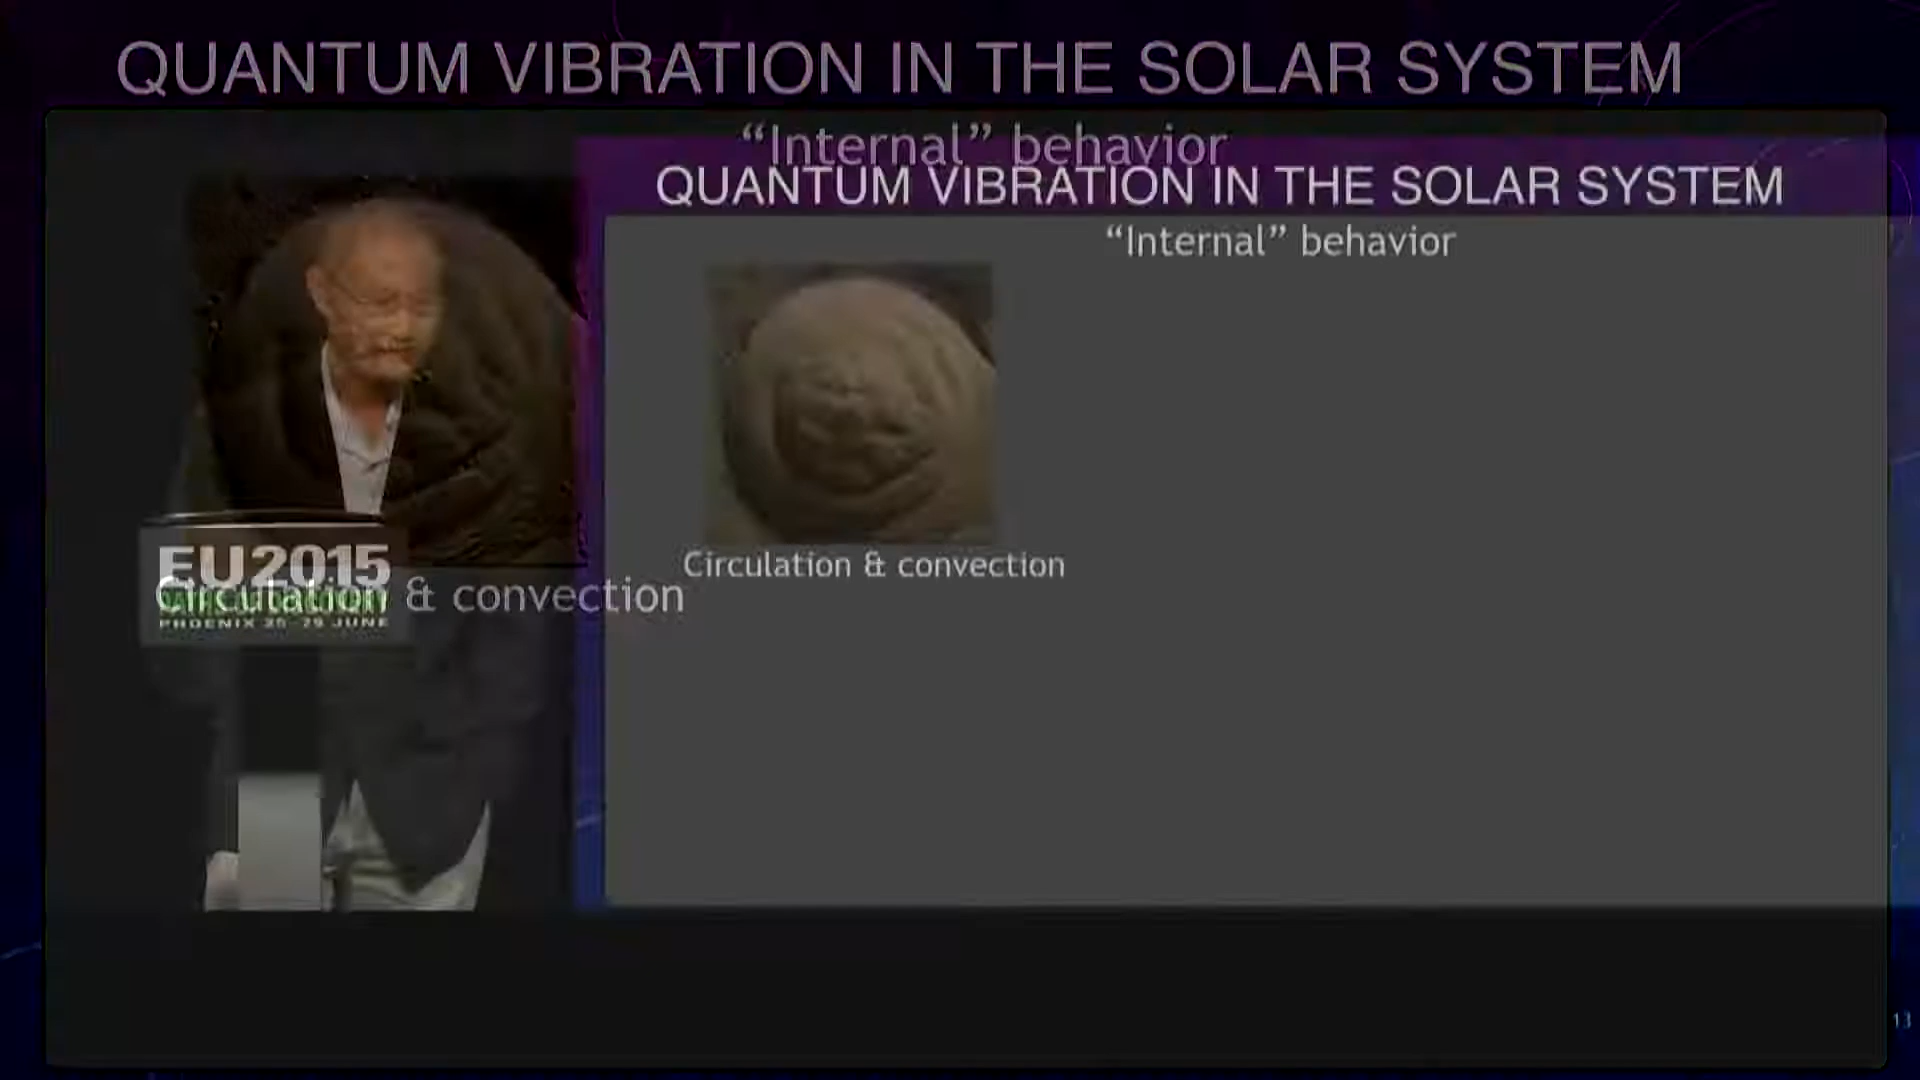 QUANTUM VIBRATION IN THE SOLAR SYSTEM
“Internal” behavior
QUANTUM VIBRATION IN THE SOLAR SYSTEM
“Internal” behavior
Circulation & convection
EU2015
Circulation & convection
PHOENIX 25-29 JUNE
13